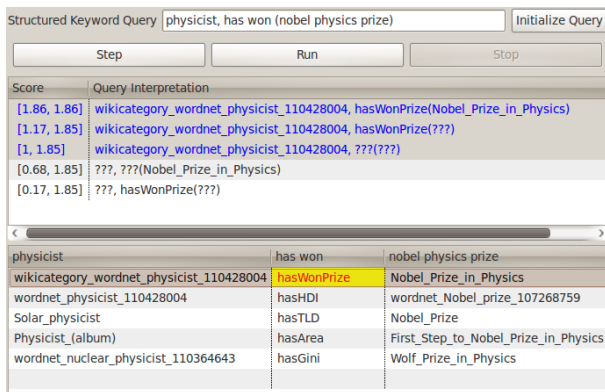 Structured Keyword Query physicist, has won (nobel physics prize) Initialize Query
Step Run Stop
Score Query Interpretation
[1.86, 1.86] wikicategory_wordnet_physicist_110428004, hasWonPrize(Nobel_Prize_in_Physics)
[1.17, 1.85] wikicategory_wordnet_physicist_110428004, hasWonPrize(???)
[1, 1.85] wikicategory_wordnet_physicist_110428004, ???(???)
[0.68, 1.85] ???, ???(Nobel_Prize_in_Physics)
[0.17, 1.85] ???, hasWonPrize(???)
physicist has won nobel physics prize
wikicategory_wordnet_physicist_110428004 hasWonPrize Nobel_Prize_in_Physics
wordnet_physicist_110428004 hasHDI wordnet_Nobel_prize_107268759
Solar_physicist hasTLD Nobel_Prize
Physicist_(album) hasArea First_Step_to_Nobel_Prize_in_Physics
wordnet_nuclear_physicist_110364643 hasGini Wolf_Prize_in_Physics